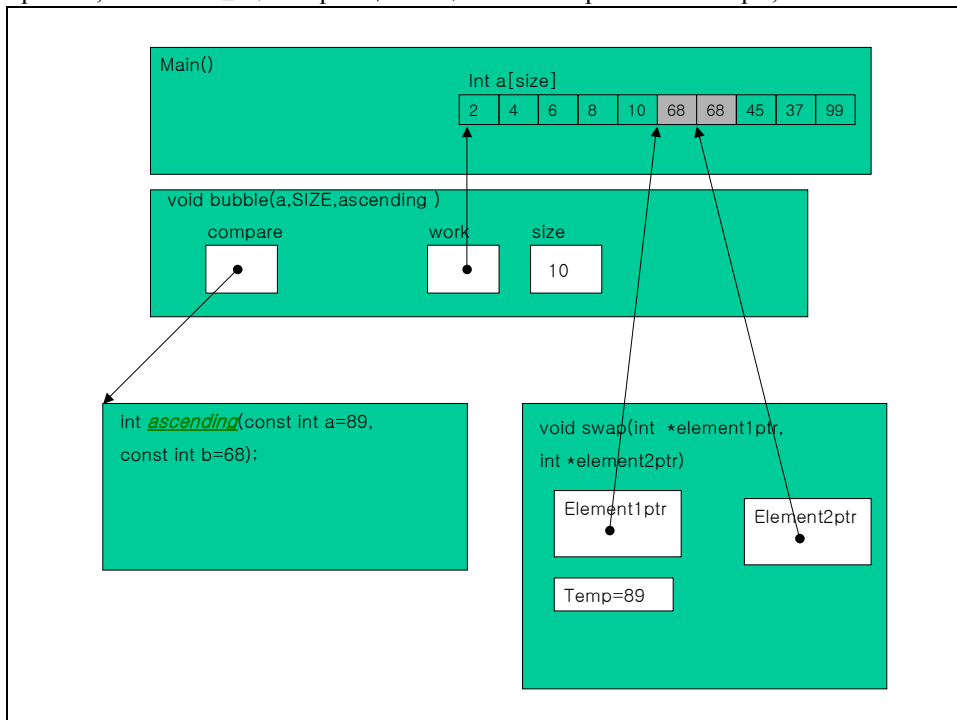 Main()
Int a[size]
2 4 6 8 10 68 68 45 37 99
void bubble(a,SIZE,ascending )
compare work size
10
int ascending(const int a=89,
const int b=68);
void swap(int *element1ptr,
int *element2ptr)
Element1ptr
Element2ptr
Temp=89